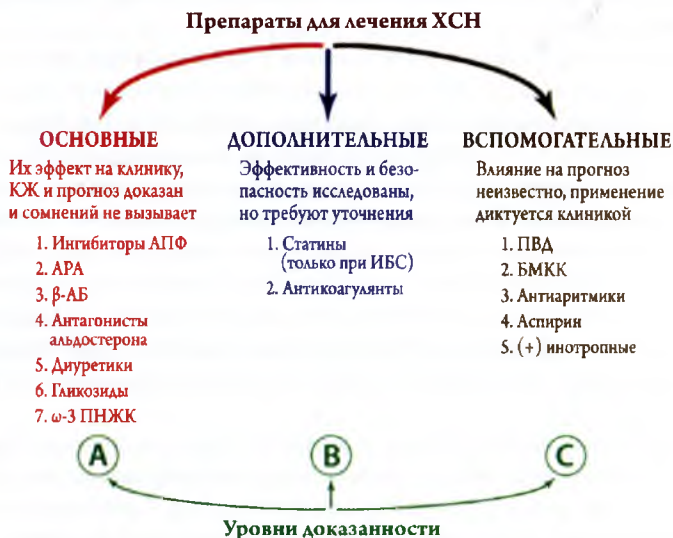 Препараты для лечения ХСН
ОСНОВНЫЕ
Их эффект на клинику,
КЖ и прогноз доказан
и сомнений не вызывает
1. Ингибиторы АПФ
2. АРА
3. β-АБ
4. Антагонисты
альдостерона
5. Диуретики
6. Гликозиды
7. ω-3 ПНЖК
ДОПОЛНИТЕЛЬНЫЕ
Эффективность и безо-
пасность исследованы,
но требуют уточнения
1. Статины
(только при ИБС)
2. Антикоагулянты
ВСПОМОГАТЕЛЬНЫЕ
Влияние на прогноз
неизвестно, применение
диктуется клиникой
1. ПВД
2. БМКК
3. Антиаритмики
4. Аспирин
5. (+) инотропные
A
B
C
Уровни доказанности